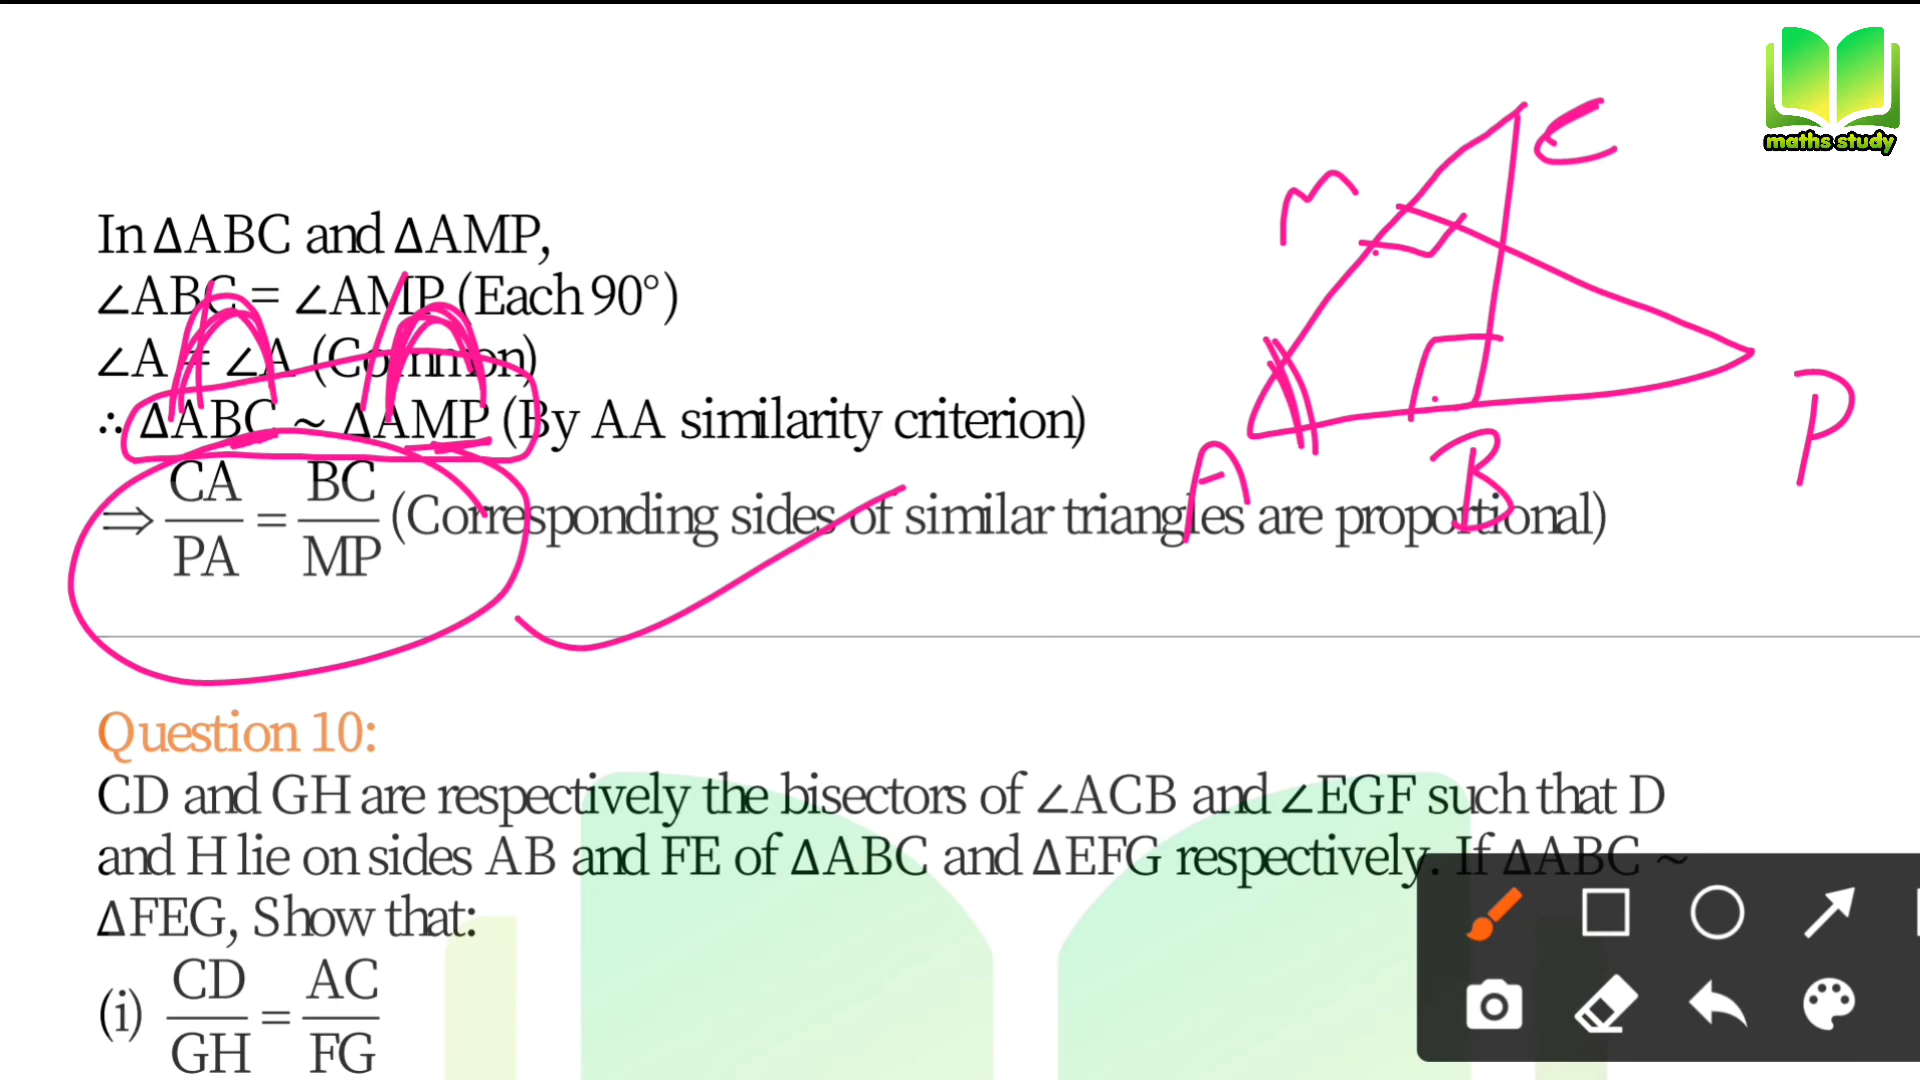 maths study
In ΔABC and ΔAMP,
∠ABC = ∠AMP (Each 90°)
∠A = ∠A (Common)
∴ ΔABC ~ ΔAMP (By AA similarity criterion)
⇒ CA/PA = BC/MP (Corresponding sides of similar triangles are proportional)
C
M
A
B
P
Question 10:
CD and GH are respectively the bisectors of ∠ACB and ∠EGF such that D
and H lie on sides AB and FE of ΔABC and ΔEFG respectively. If ΔABC ~
ΔFEG, Show that:
(i) CD/GH = AC/FG